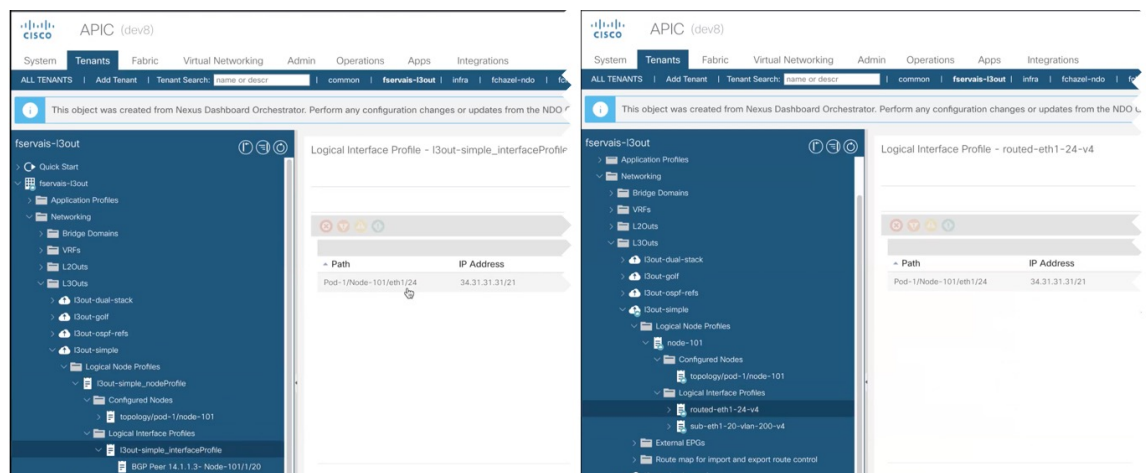 CISCO APIC (dev8)
System Tenants Fabric Virtual Networking Admin Operations Apps Integrations
ALL TENANTS | Add Tenant | Tenant Search: name or descr | common | fservais-l3out | infra | fchazel-ndo |
This object was created from Nexus Dashboard Orchestrator. Perform any configuration changes or updates from the NDO
fservais-l3out
Quick Start
fservais-l3out
Application Profiles
Networking
Bridge Domains
VRFs
L2Outs
L3Outs
l3out-dual-stack
l3out-golf
l3out-ospf-refs
l3out-simple
Logical Node Profiles
l3out-simple_nodeProfile
Configured Nodes
topology/pod-1/node-101
Logical Interface Profiles
l3out-simple_interfaceProfile
BGP Peer 14.1.1.3- Node-101/1/20
Logical Interface Profile - l3out-simple_interfaceProfile
Path IP Address
Pod-1/Node-101/eth1/24 34.31.31.31/21
CISCO APIC (dev8)
System Tenants Fabric Virtual Networking Admin Operations Apps Integrations
ALL TENANTS | Add Tenant | Tenant Search: name or descr | common | fservais-l3out | infra | fchazel-ndo |
This object was created from Nexus Dashboard Orchestrator. Perform any configuration changes or updates from the NDO
fservais-l3out
Application Profiles
Networking
Bridge Domains
VRFs
L2Outs
L3Outs
l3out-dual-stack
l3out-golf
l3out-ospf-refs
l3out-simple
Logical Node Profiles
node-101
Configured Nodes
topology/pod-1/node-101
Logical Interface Profiles
routed-eth1-24-v4
sub-eth1-20-vlan-200-v4
External EPGs
Route map for import and export route control
Logical Interface Profile - routed-eth1-24-v4
Path IP Address
Pod-1/Node-101/eth1/24 34.31.31.31/21